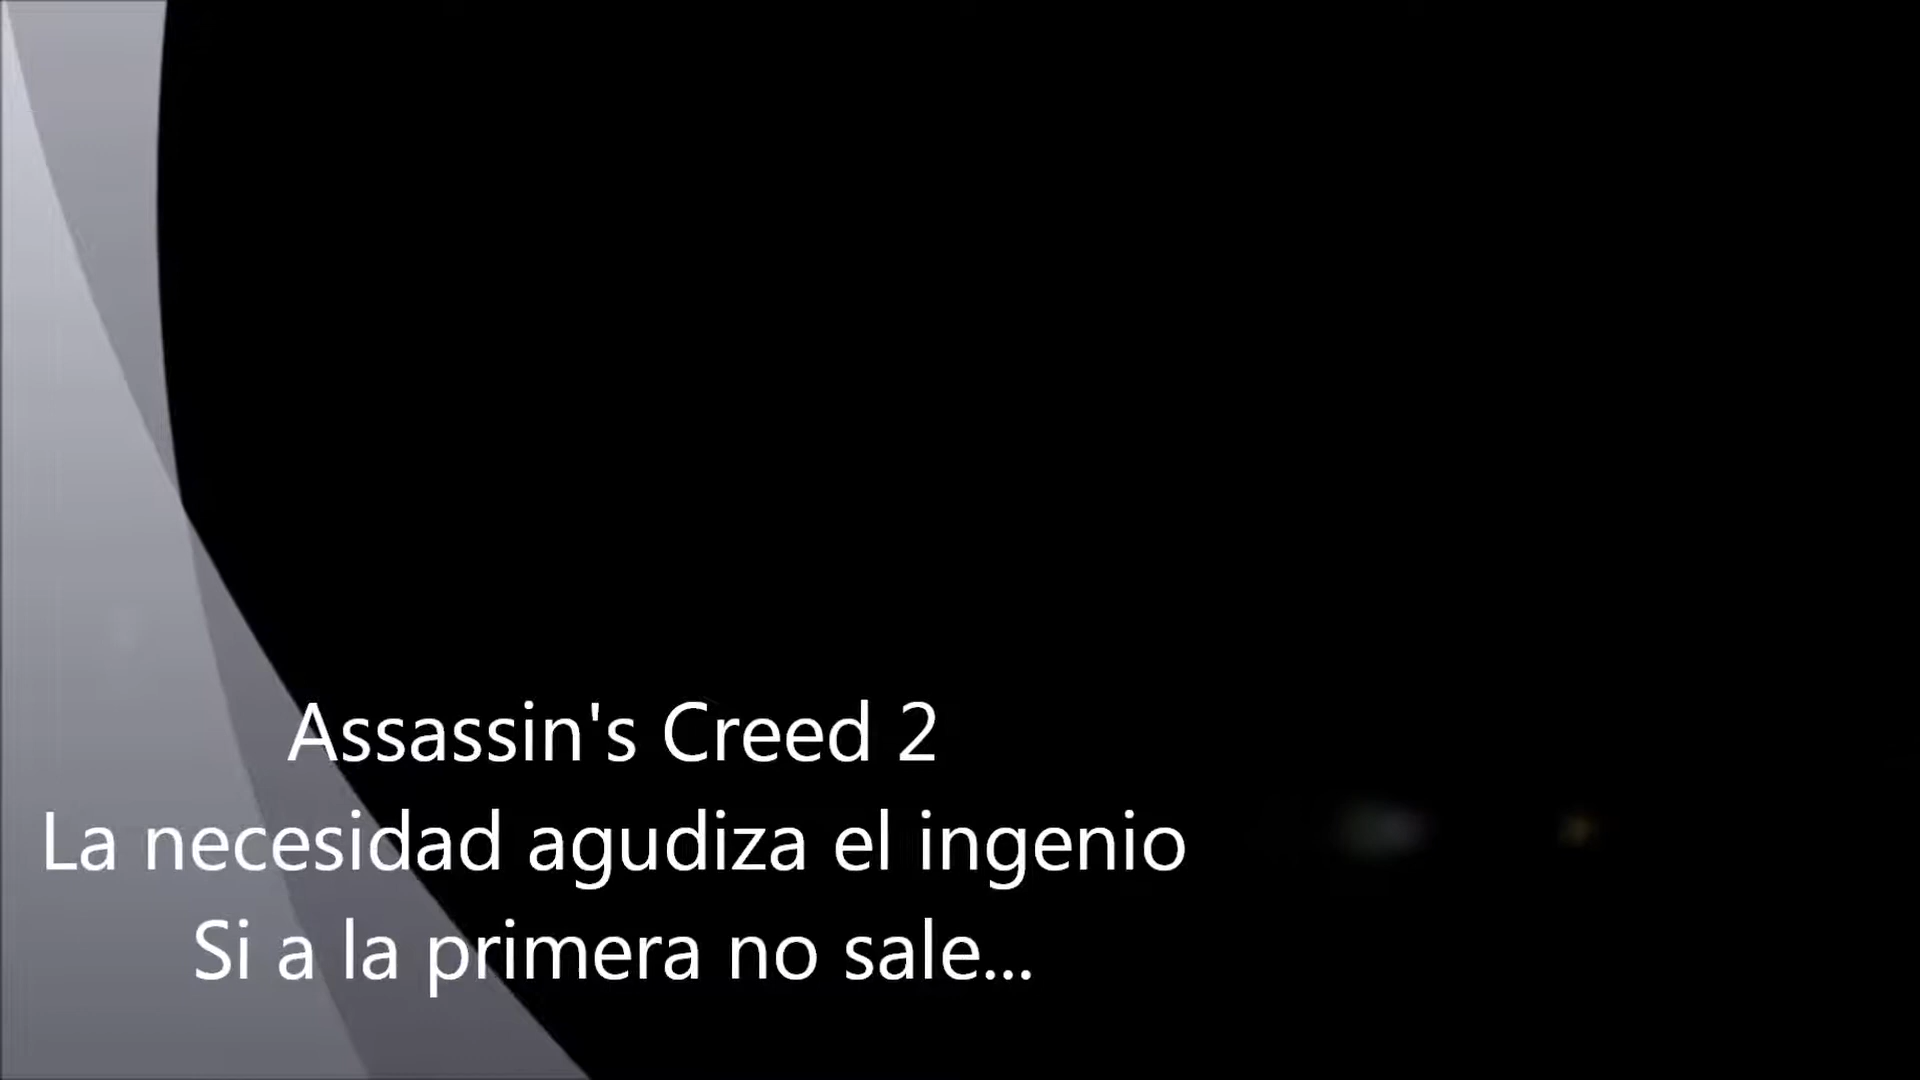 Assassin's Creed 2
La necesidad agudiza el ingenio
Si a la primera no sale...